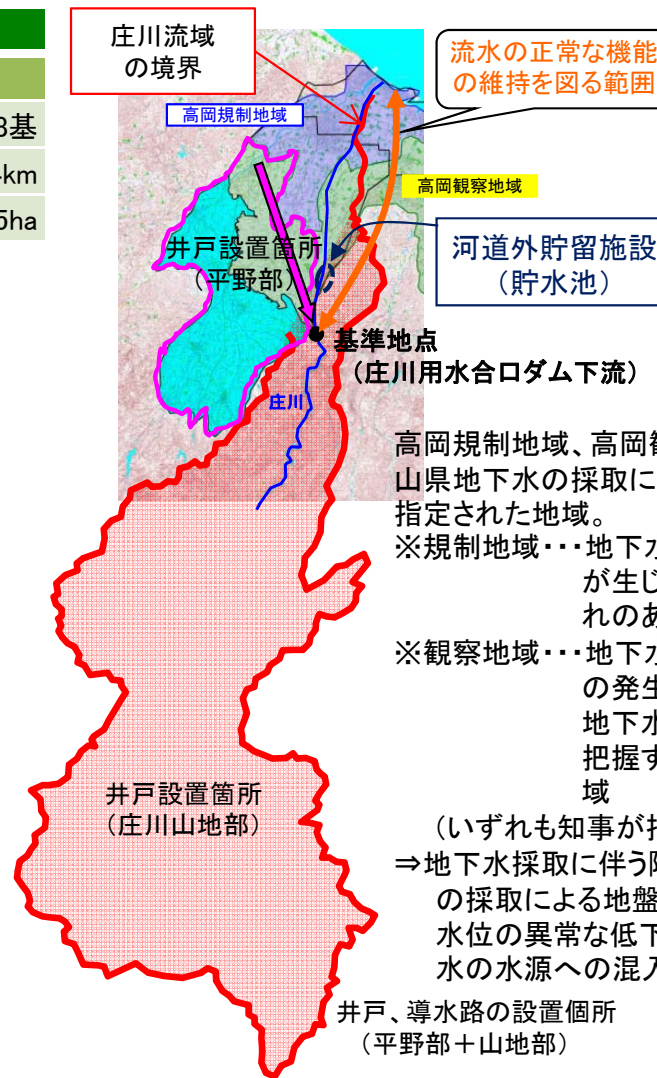 3基
km
5ha
庄川流域
の境界
流水の正常な機能
の維持を図る範囲
高岡規制地域
高岡観察地域
井戸設置箇所
（平野部）
河道外貯留施設
（貯水池）
基準地点
（庄川用水合口ダム下流）
庄川
高岡規制地域、高岡
山県地下水の採取に
指定された地域。
※規制地域・・・地下水
が生じ
れのあ
※観察地域・・・地下水
の発生
地下水
把握す
域
（いずれも知事が
⇒地下水採取に伴う
の採取による地盤
水位の異常な低下
水の水源への混入
井戸設置箇所
（庄川山地部）
井戸、導水路の設置個所
（平野部＋山地部）